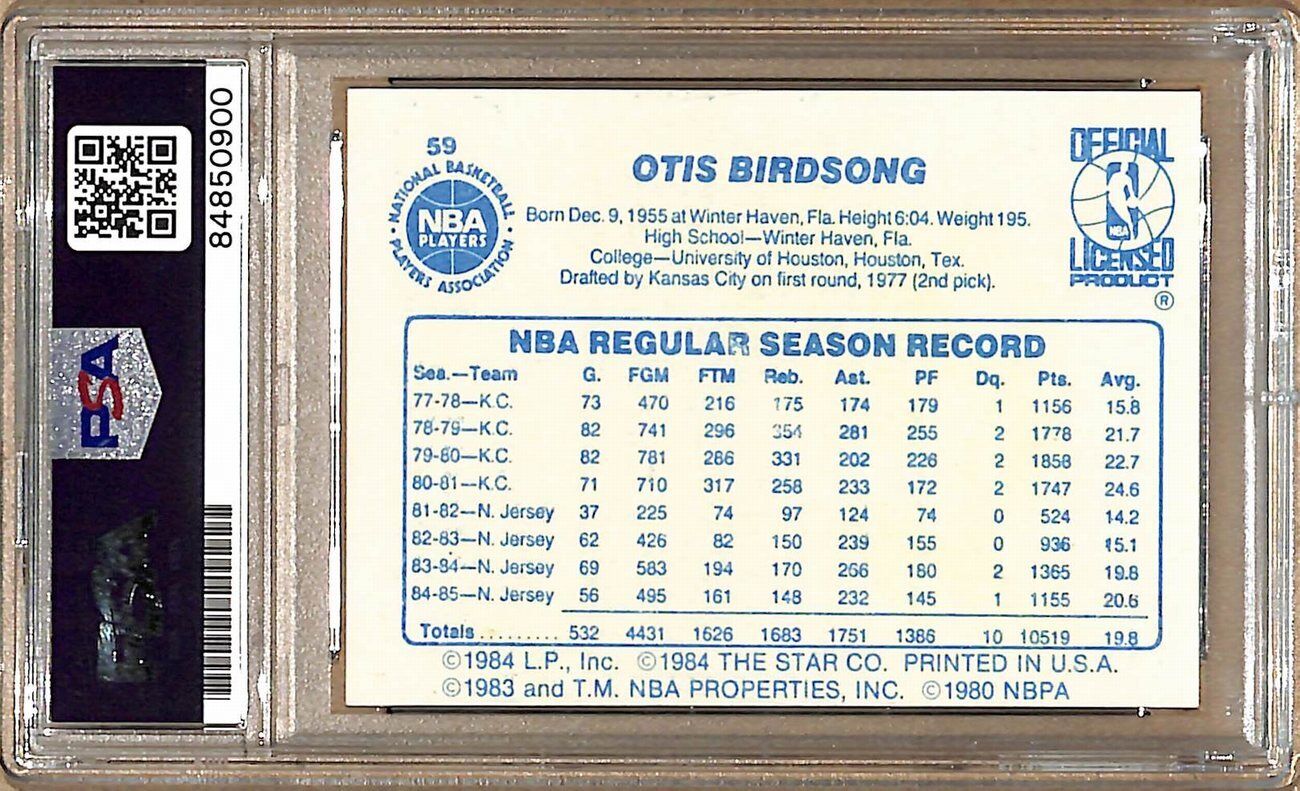 84850900
PSA
59
NATIONAL BASKETBALL
NBA
PLAYERS
PLAYERS ASSOCIATION
OTIS BIRDSONG
Born Dec. 9, 1955 at Winter Haven, Fla. Height 6:04. Weight 195.
High School—Winter Haven, Fla.
College—University of Houston, Houston, Tex.
Drafted by Kansas City on first round, 1977 (2nd pick).
OFFICIAL
NBA
LICENSED
PRODUCT
®
NBA REGULAR SEASON RECORD
Sea.—Team G. FGM FTM Reb. Ast. PF Dq. Pts. Avg.
77-78—K.C. 73 470 216 175 174 179 1 1156 15.8
78-79—K.C. 82 741 296 354 281 255 2 1778 21.7
79-80—K.C. 82 781 286 331 202 226 2 1858 22.7
80-81—K.C. 71 710 317 258 233 172 2 1747 24.6
81-82—N. Jersey 37 225 74 97 124 74 0 524 14.2
82-83—N. Jersey 62 426 82 150 239 155 0 936 15.1
83-84—N. Jersey 69 583 194 170 266 180 2 1365 19.8
84-85—N. Jersey 56 495 161 148 232 145 1 1155 20.6
Totals ......... 532 4431 1626 1683 1751 1386 10 10519 19.8
©1984 L.P., Inc. ©1984 THE STAR CO. PRINTED IN U.S.A.
©1983 and T.M. NBA PROPERTIES, INC. ©1980 NBPA